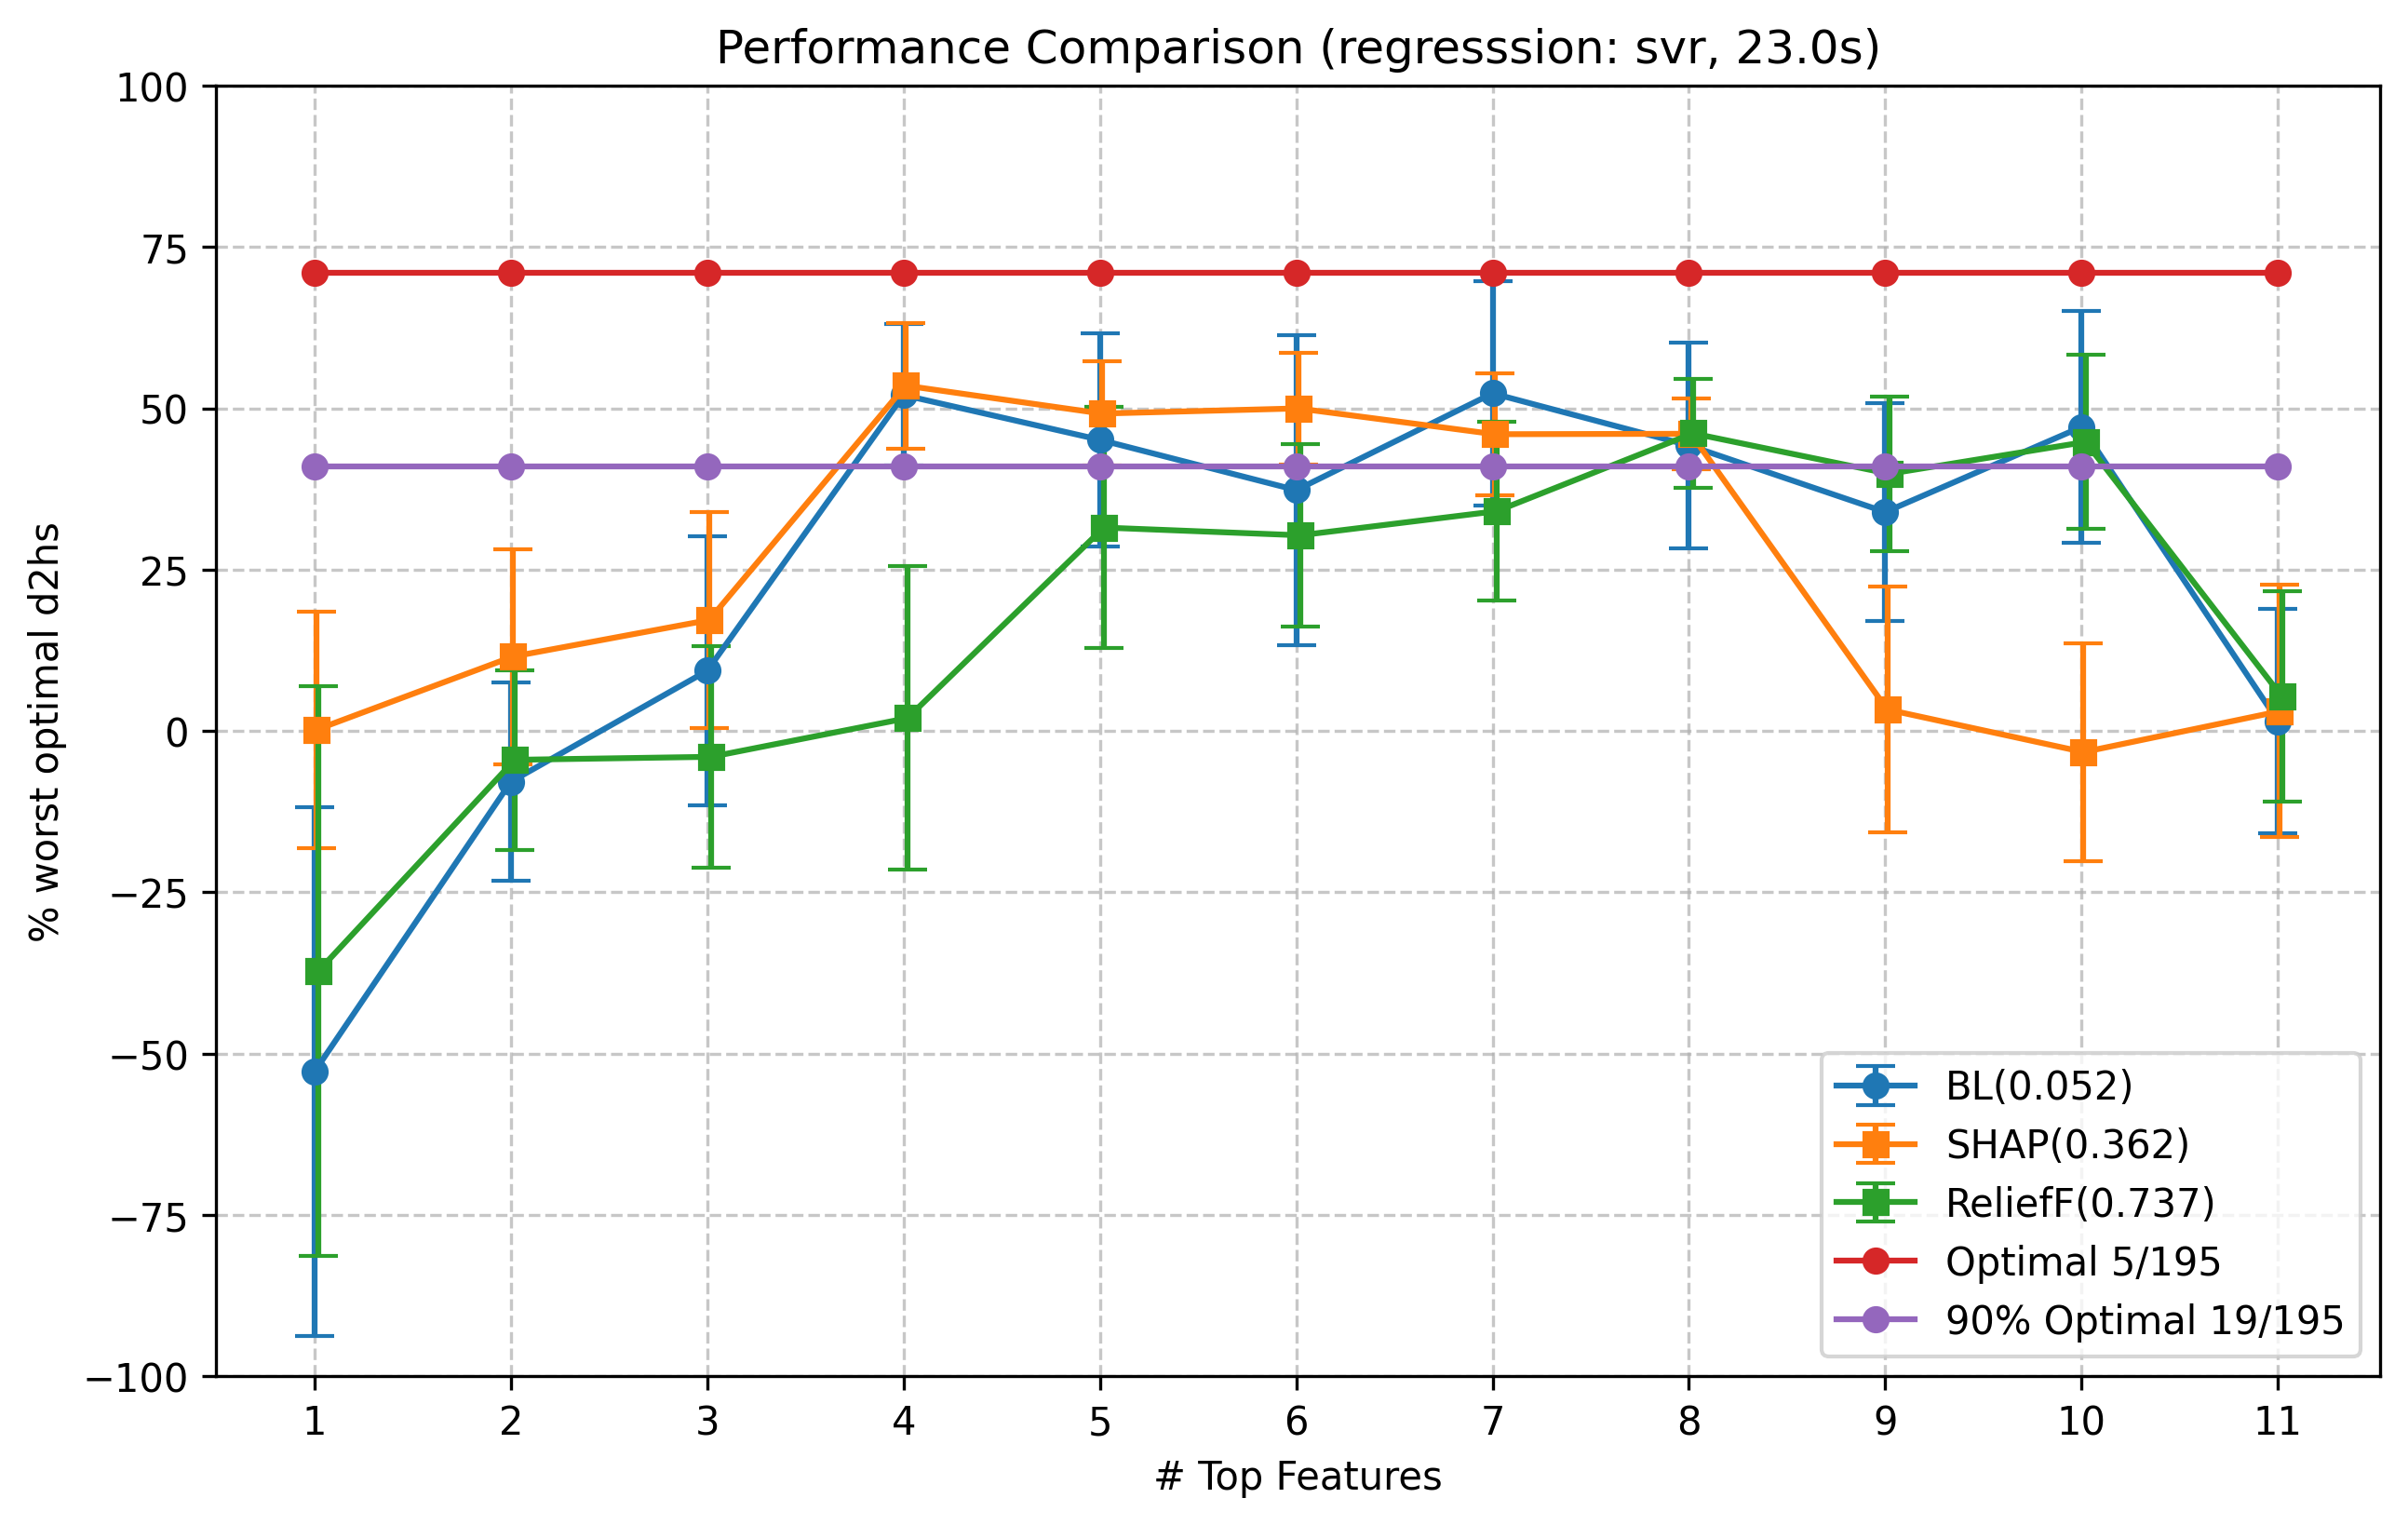 Performance Comparison (regresssion: svr, 23.0s)
% worst optimal d2hs
100
75
50
25
0
−25
−50
−75
−100
1 2 3 4 5 6 7 8 9 10 11
# Top Features
BL(0.052)
SHAP(0.362)
ReliefF(0.737)
Optimal 5/195
90% Optimal 19/195